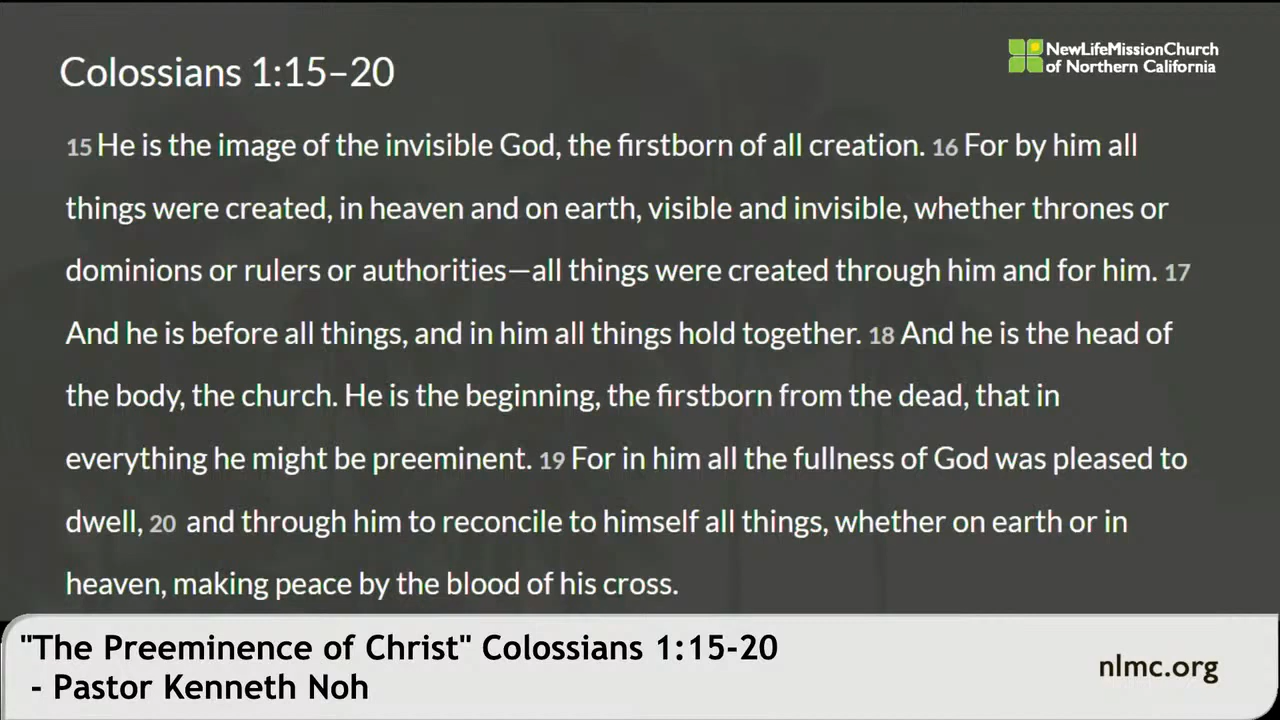 Colossians 1:15–20
NewLifeMissionChurch
of Northern California
15 He is the image of the invisible God, the firstborn of all creation. 16 For by him all
things were created, in heaven and on earth, visible and invisible, whether thrones or
dominions or rulers or authorities—all things were created through him and for him. 17
And he is before all things, and in him all things hold together. 18 And he is the head of
the body, the church. He is the beginning, the firstborn from the dead, that in
everything he might be preeminent. 19 For in him all the fullness of God was pleased to
dwell, 20 and through him to reconcile to himself all things, whether on earth or in
heaven, making peace by the blood of his cross.
"The Preeminence of Christ" Colossians 1:15-20
- Pastor Kenneth Noh
nlmc.org